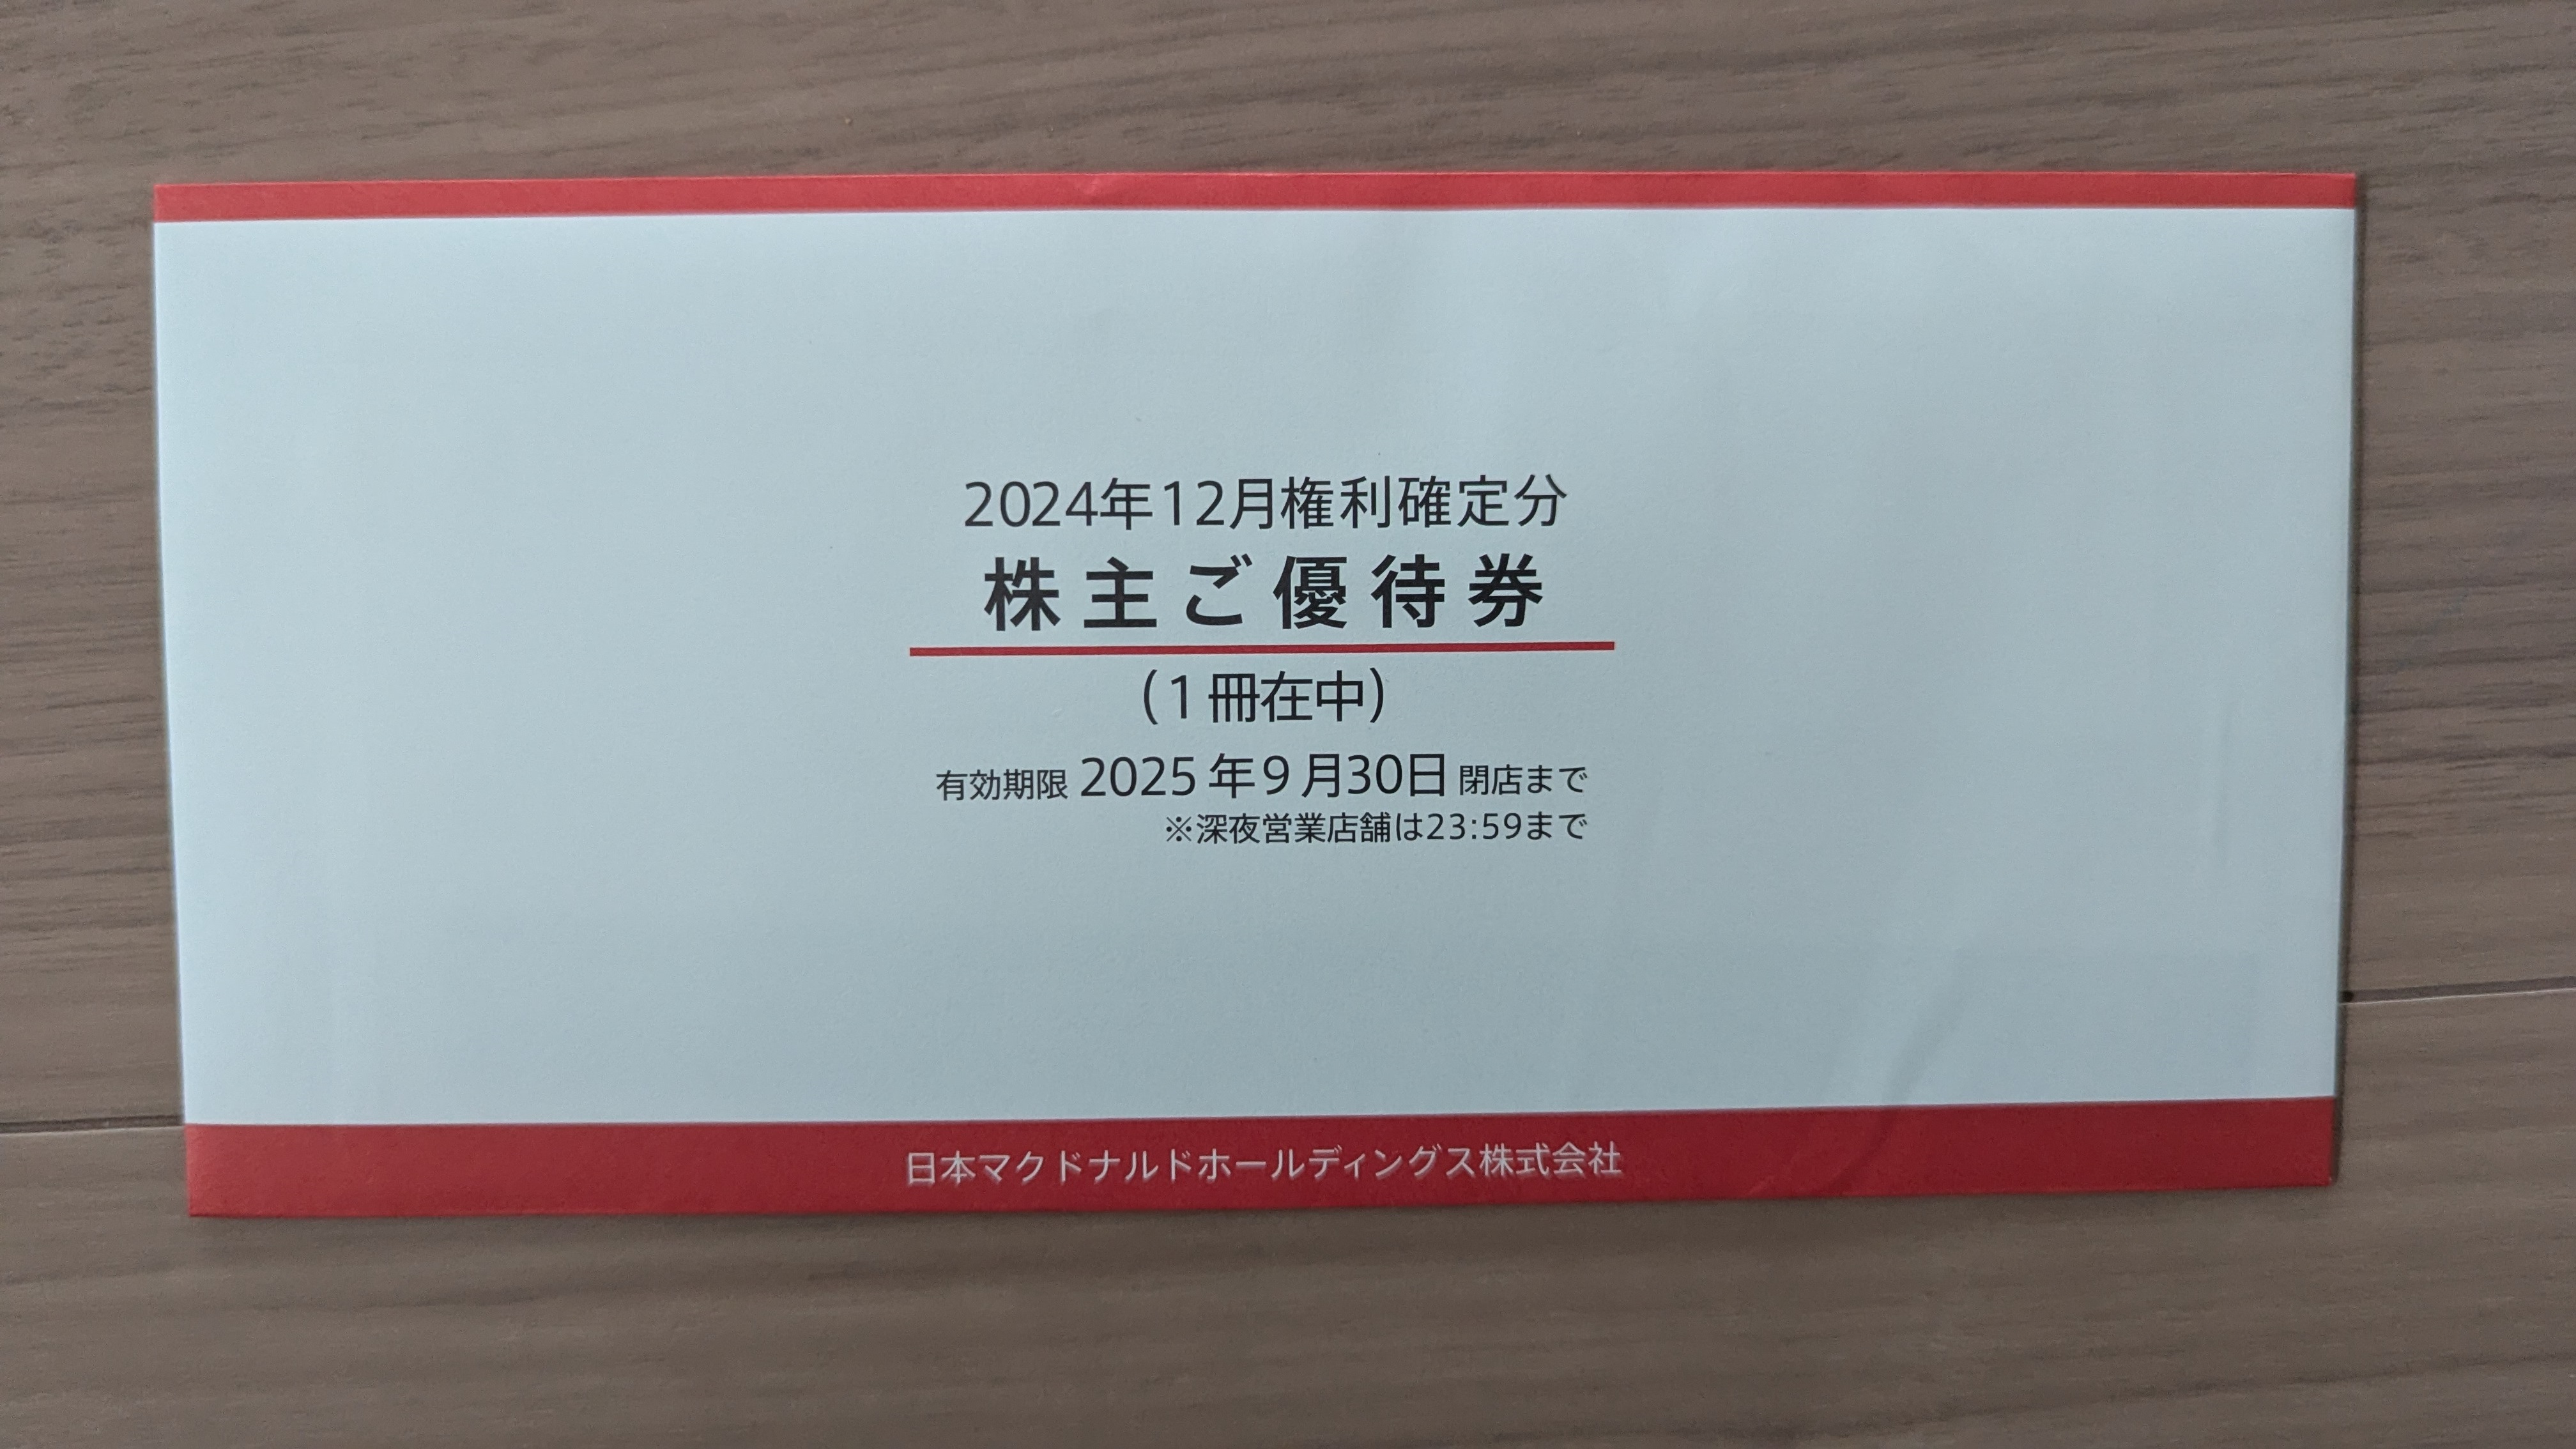 2024年12月権利確定分
株主ご優待券
(1冊在中)
有効期限 2025年9月30日 閉店まで
※深夜営業店舗は23:59まで
日本マクドナルドホールディングス株式会社